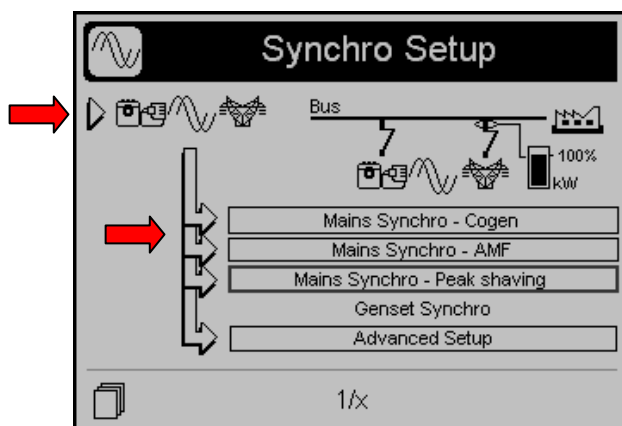 Synchro Setup
Bus
100%
kW
Mains Synchro - Cogen
Mains Synchro - AMF
Mains Synchro - Peak shaving
Genset Synchro
Advanced Setup
1/x